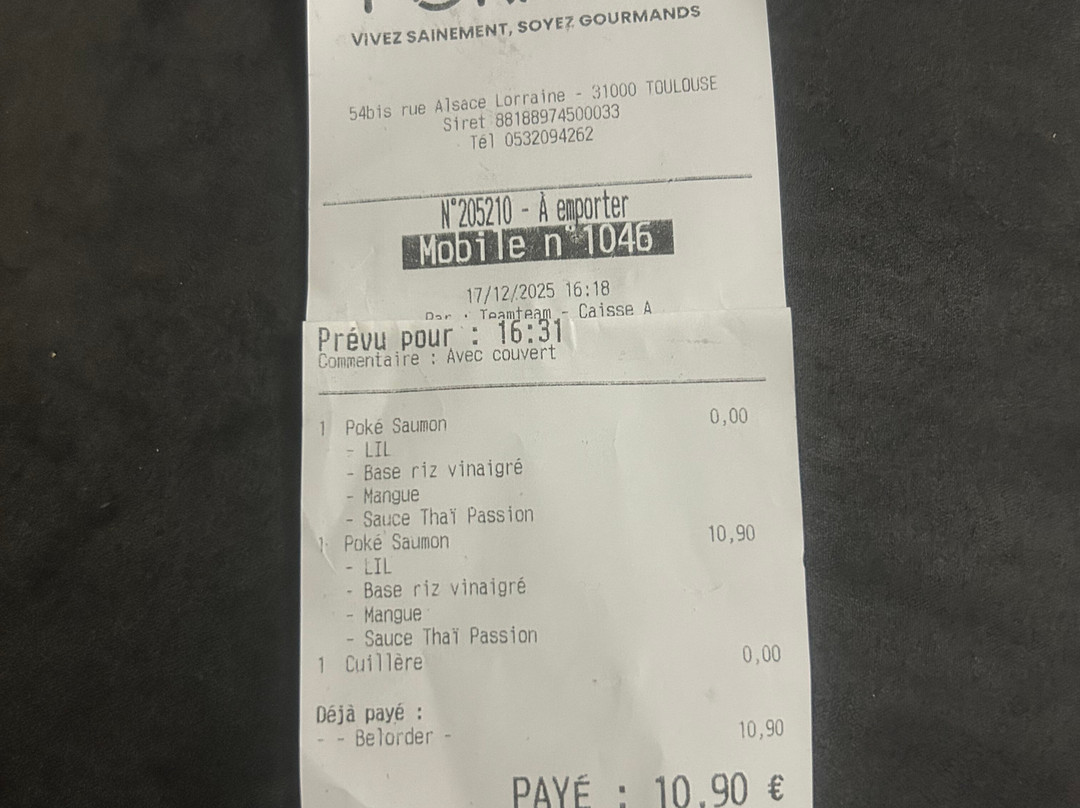 VIVEZ SAINEMENT, SOYEZ GOURMANDS
54bis rue Alsace Lorraine - 31000 TOULOUSE
Siret 88188974500033
Tél 0532094262
N°205210 - À emporter
Mobile n°1046
17/12/2025 16:18
Par : Teamteam - Caisse A
Prévu pour : 16:31
Commentaire : Avec couvert
1 Poké Saumon 0,00
- LIL
- Base riz vinaigré
- Mangue
- Sauce Thaï Passion
1 Poké Saumon 10,90
- LIL
- Base riz vinaigré
- Mangue
- Sauce Thaï Passion
1 Cuillère 0,00
Déjà payé :
- - Belorder - 10,90
PAYÉ : 10,90 €